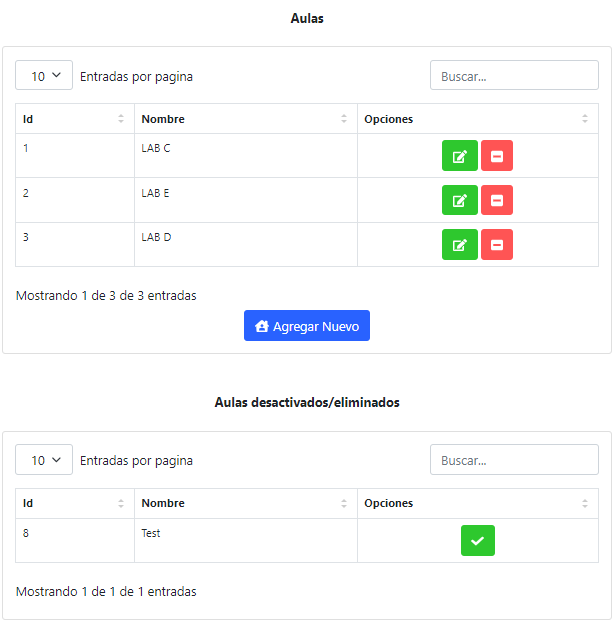 Aulas
10 Entradas por pagina Buscar...
Id Nombre Opciones
1 LAB C
2 LAB E
3 LAB D
Mostrando 1 de 3 de 3 entradas
Agregar Nuevo
Aulas desactivados/eliminados
10 Entradas por pagina Buscar...
Id Nombre Opciones
8 Test
Mostrando 1 de 1 de 1 entradas